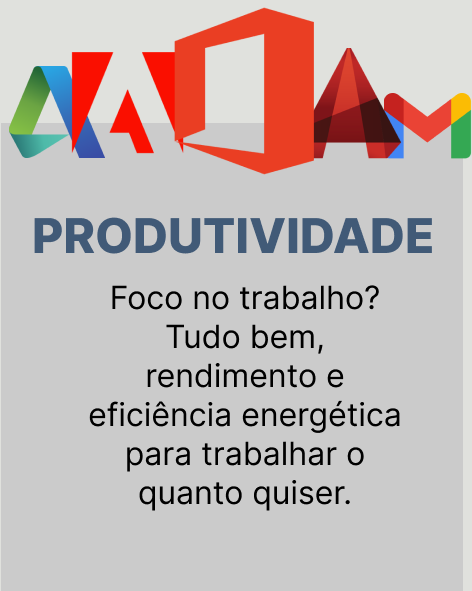 PRODUTIVIDADE
Foco no trabalho?
Tudo bem,
rendimento e
eficiência energética
para trabalhar o
quanto quiser.